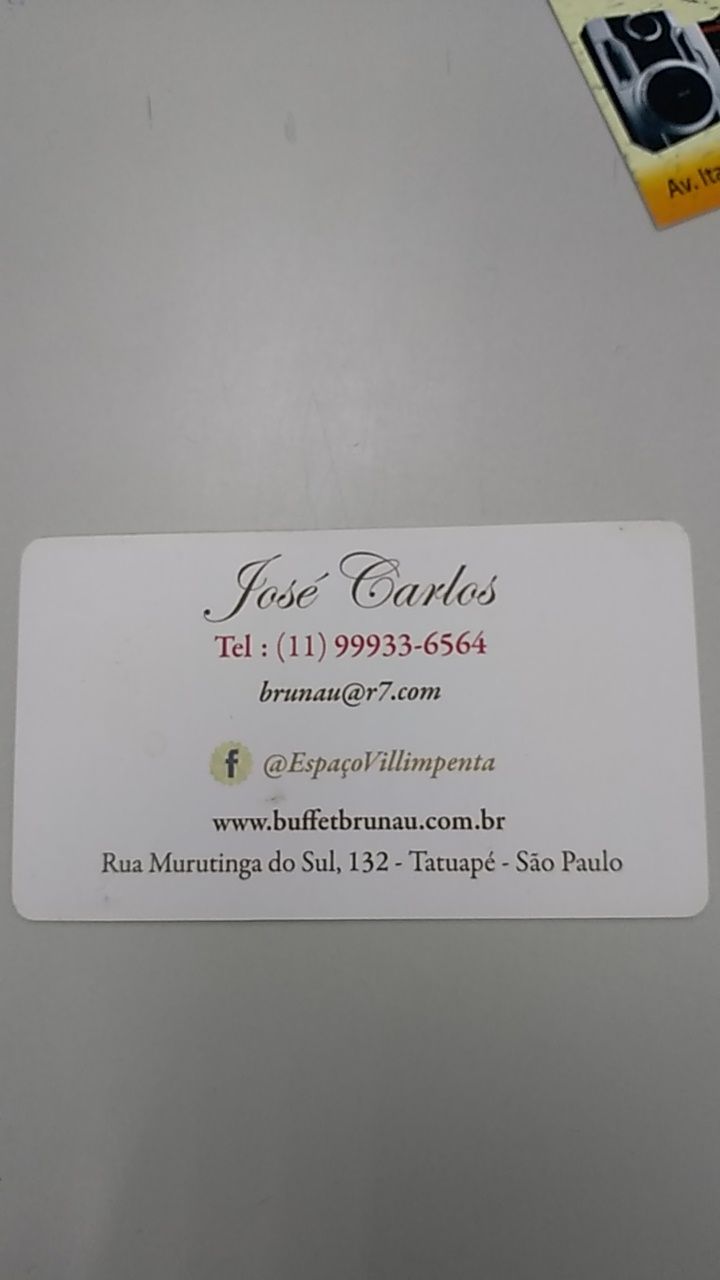 Av. Ita
José Carlos
Tel : (11) 99933-6564
brunau@r7.com
f @EspaçoVillimpenta
www.buffetbrunau.com.br
Rua Murutinga do Sul, 132 - Tatuapé - São Paulo